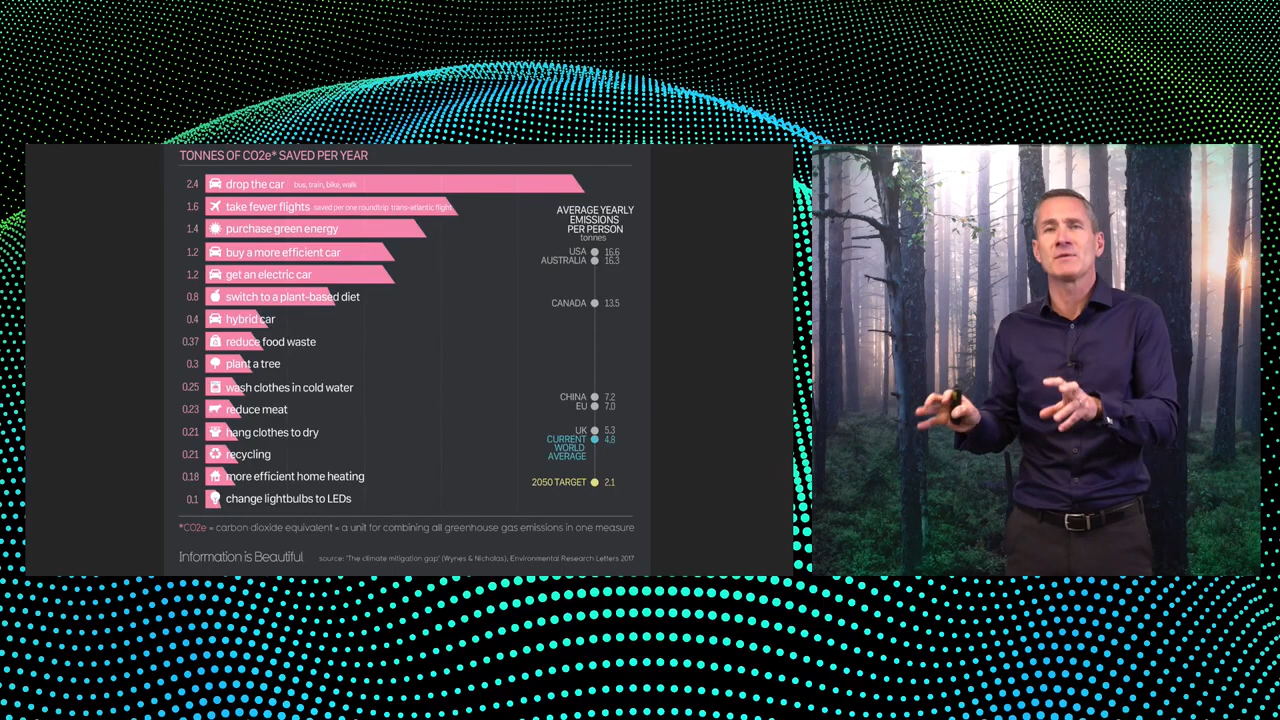 TONNES OF CO2e* SAVED PER YEAR
2.4 drop the car bus, train, bike, walk
1.6 take fewer flights saved per one roundtrip trans-atlantic flight
1.4 purchase green energy
1.2 buy a more efficient car
1.2 get an electric car
0.8 switch to a plant-based diet
0.4 hybrid car
0.37 reduce food waste
0.3 plant a tree
0.25 wash clothes in cold water
0.23 reduce meat
0.21 hang clothes to dry
0.21 recycling
0.18 more efficient home heating
0.1 change lightbulbs to LEDs
AVERAGE YEARLY
EMISSIONS
PER PERSON
tonnes
USA 16.6
AUSTRALIA 16.3
CANADA 13.5
CHINA 7.2
EU 7.0
UK 5.3
CURRENT 4.8
WORLD
AVERAGE
2050 TARGET 2.1
*CO2e = carbon dioxide equivalent = a unit for combining all greenhouse gas emissions in one measure
Information is Beautiful
source: "The climate mitigation gap" (Wynes & Nicholas), Environmental Research Letters 2017